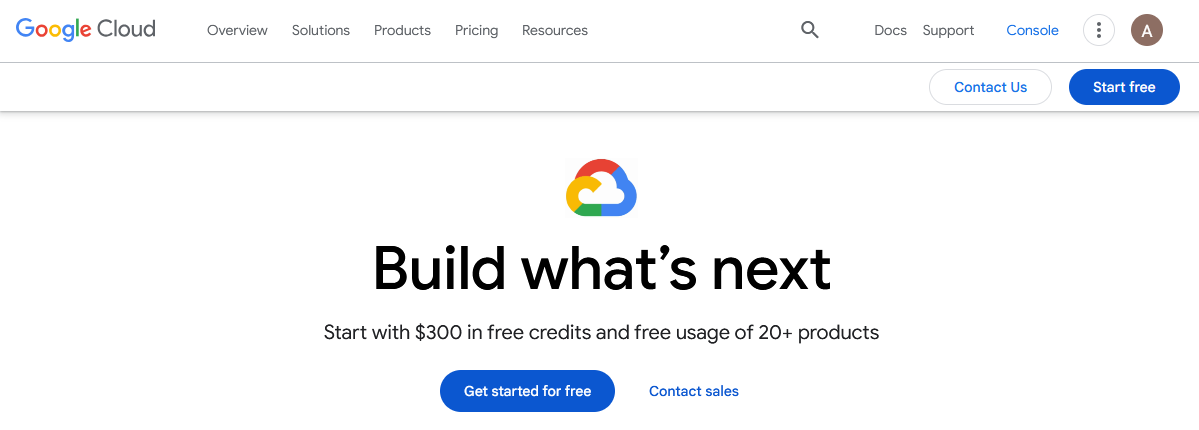 Google Cloud Overview Solutions Products Pricing Resources Docs Support Console A
Contact Us Start free
Build what’s next
Start with $300 in free credits and free usage of 20+ products
Get started for free Contact sales